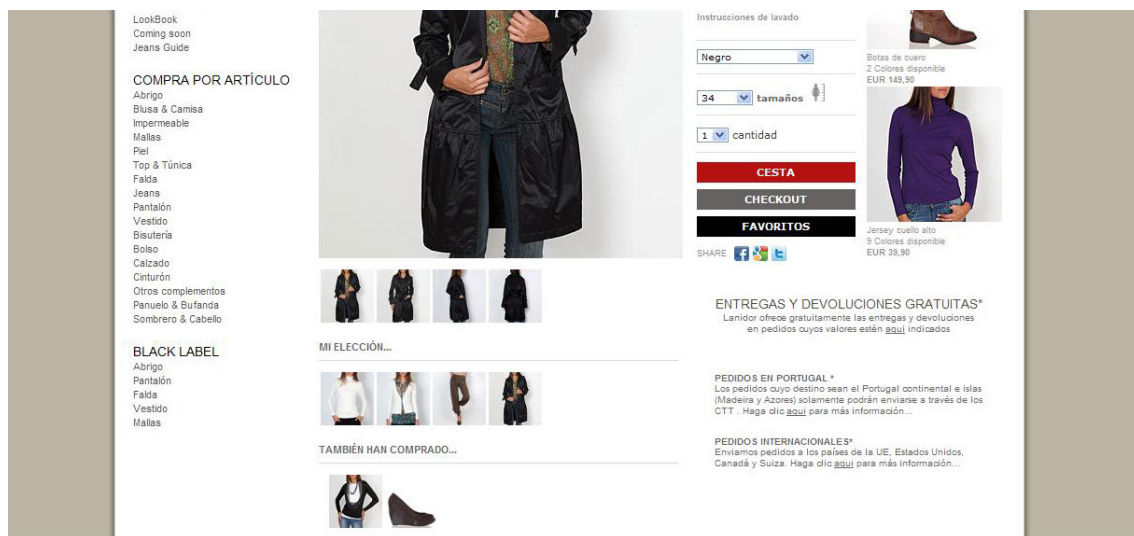 LookBook
Coming soon
Jeans Guide
COMPRA POR ARTÍCULO
Abrigo
Blusa & Camisa
Impermeable
Mallas
Piel
Top & Túnica
Falda
Jeans
Pantalón
Vestido
Bisutería
Bolso
Calzado
Cinturón
Otros complementos
Panuelo & Bufanda
Sombrero & Cabello
BLACK LABEL
Abrigo
Pantalón
Falda
Vestido
Mallas
MI ELECCIÓN...
TAMBIÉN HAN COMPRADO...
Instrucciones de lavado
Negro
34 tamaños
1 cantidad
CESTA
CHECKOUT
FAVORITOS
SHARE
Botas de cuero
2 Colores disponible
EUR 149,90
Jersey cuello alto
9 Colores disponible
EUR 39,90
ENTREGAS Y DEVOLUCIONES GRATUITAS*
Lanidor ofrece gratuitamente las entregas y devoluciones
en pedidos cuyos valores estén aqui indicados
PEDIDOS EN PORTUGAL *
Los pedidos cuyo destino sean el Portugal continental e islas
(Madeira y Azores) solamente podrán enviarse a través de los
CTT . Haga clic aqui para más información...
PEDIDOS INTERNACIONALES*
Enviamos pedidos a los países de la UE, Estados Unidos,
Canadá y Suiza. Haga clic aqui para más información...